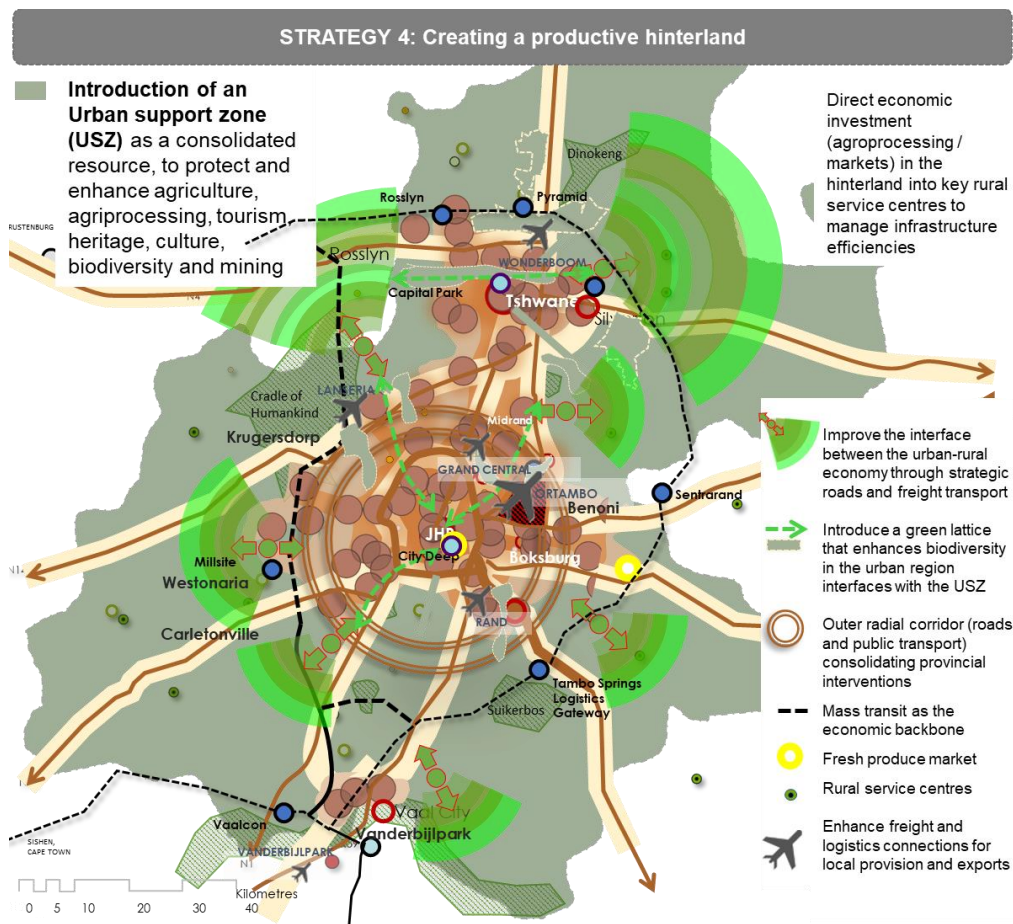 STRATEGY 4: Creating a productive hinterland
Introduction of an
Urban support zone
(USZ) as a consolidated
resource, to protect and
enhance agriculture,
agriprocessing, tourism,
heritage, culture,
biodiversity and mining
Direct economic
investment
(agroprocessing /
markets) in the
hinterland into key rural
service centres to
manage infrastructure
efficiencies
Dinokeng
Rosslyn
Pyramid
RUSTENBURG
Rosslyn
WONDERBOOM
N4
Capital Park
Tshwane
LANSERIA
Cradle of
Humankind
Krugersdorp
Midrand
GRAND CENTRAL
ORTAMBO
Benoni
Sentrarand
JHB
City Deep
Boksburg
Millsite
Westonaria
N14
Carletonville
RAND
Tambo Springs
Logistics
Gateway
Suikerbos
Vaal City
Vaalcon
Vanderbijlpark
VANDERBIJLPARK
N1
SISHEN,
CAPE TOWN
Kilometres
0 5 10 20 30 40
Improve the interface
between the urban-rural
economy through strategic
roads and freight transport
Introduce a green lattice
that enhances biodiversity
in the urban region
interfaces with the USZ
Outer radial corridor (roads
and public transport)
consolidating provincial
interventions
Mass transit as the
economic backbone
Fresh produce market
Rural service centres
Enhance freight and
logistics connections for
local provision and exports